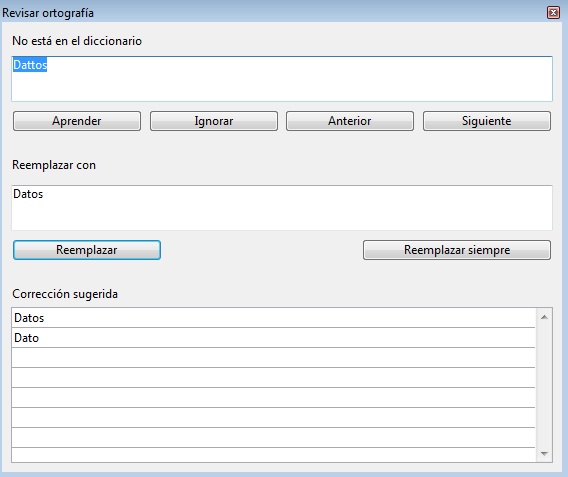 Revisar ortografía
No está en el diccionario
Dattos
Aprender Ignorar Anterior Siguiente
Reemplazar con
Datos
Reemplazar Reemplazar siempre
Corrección sugerida
Datos
Dato